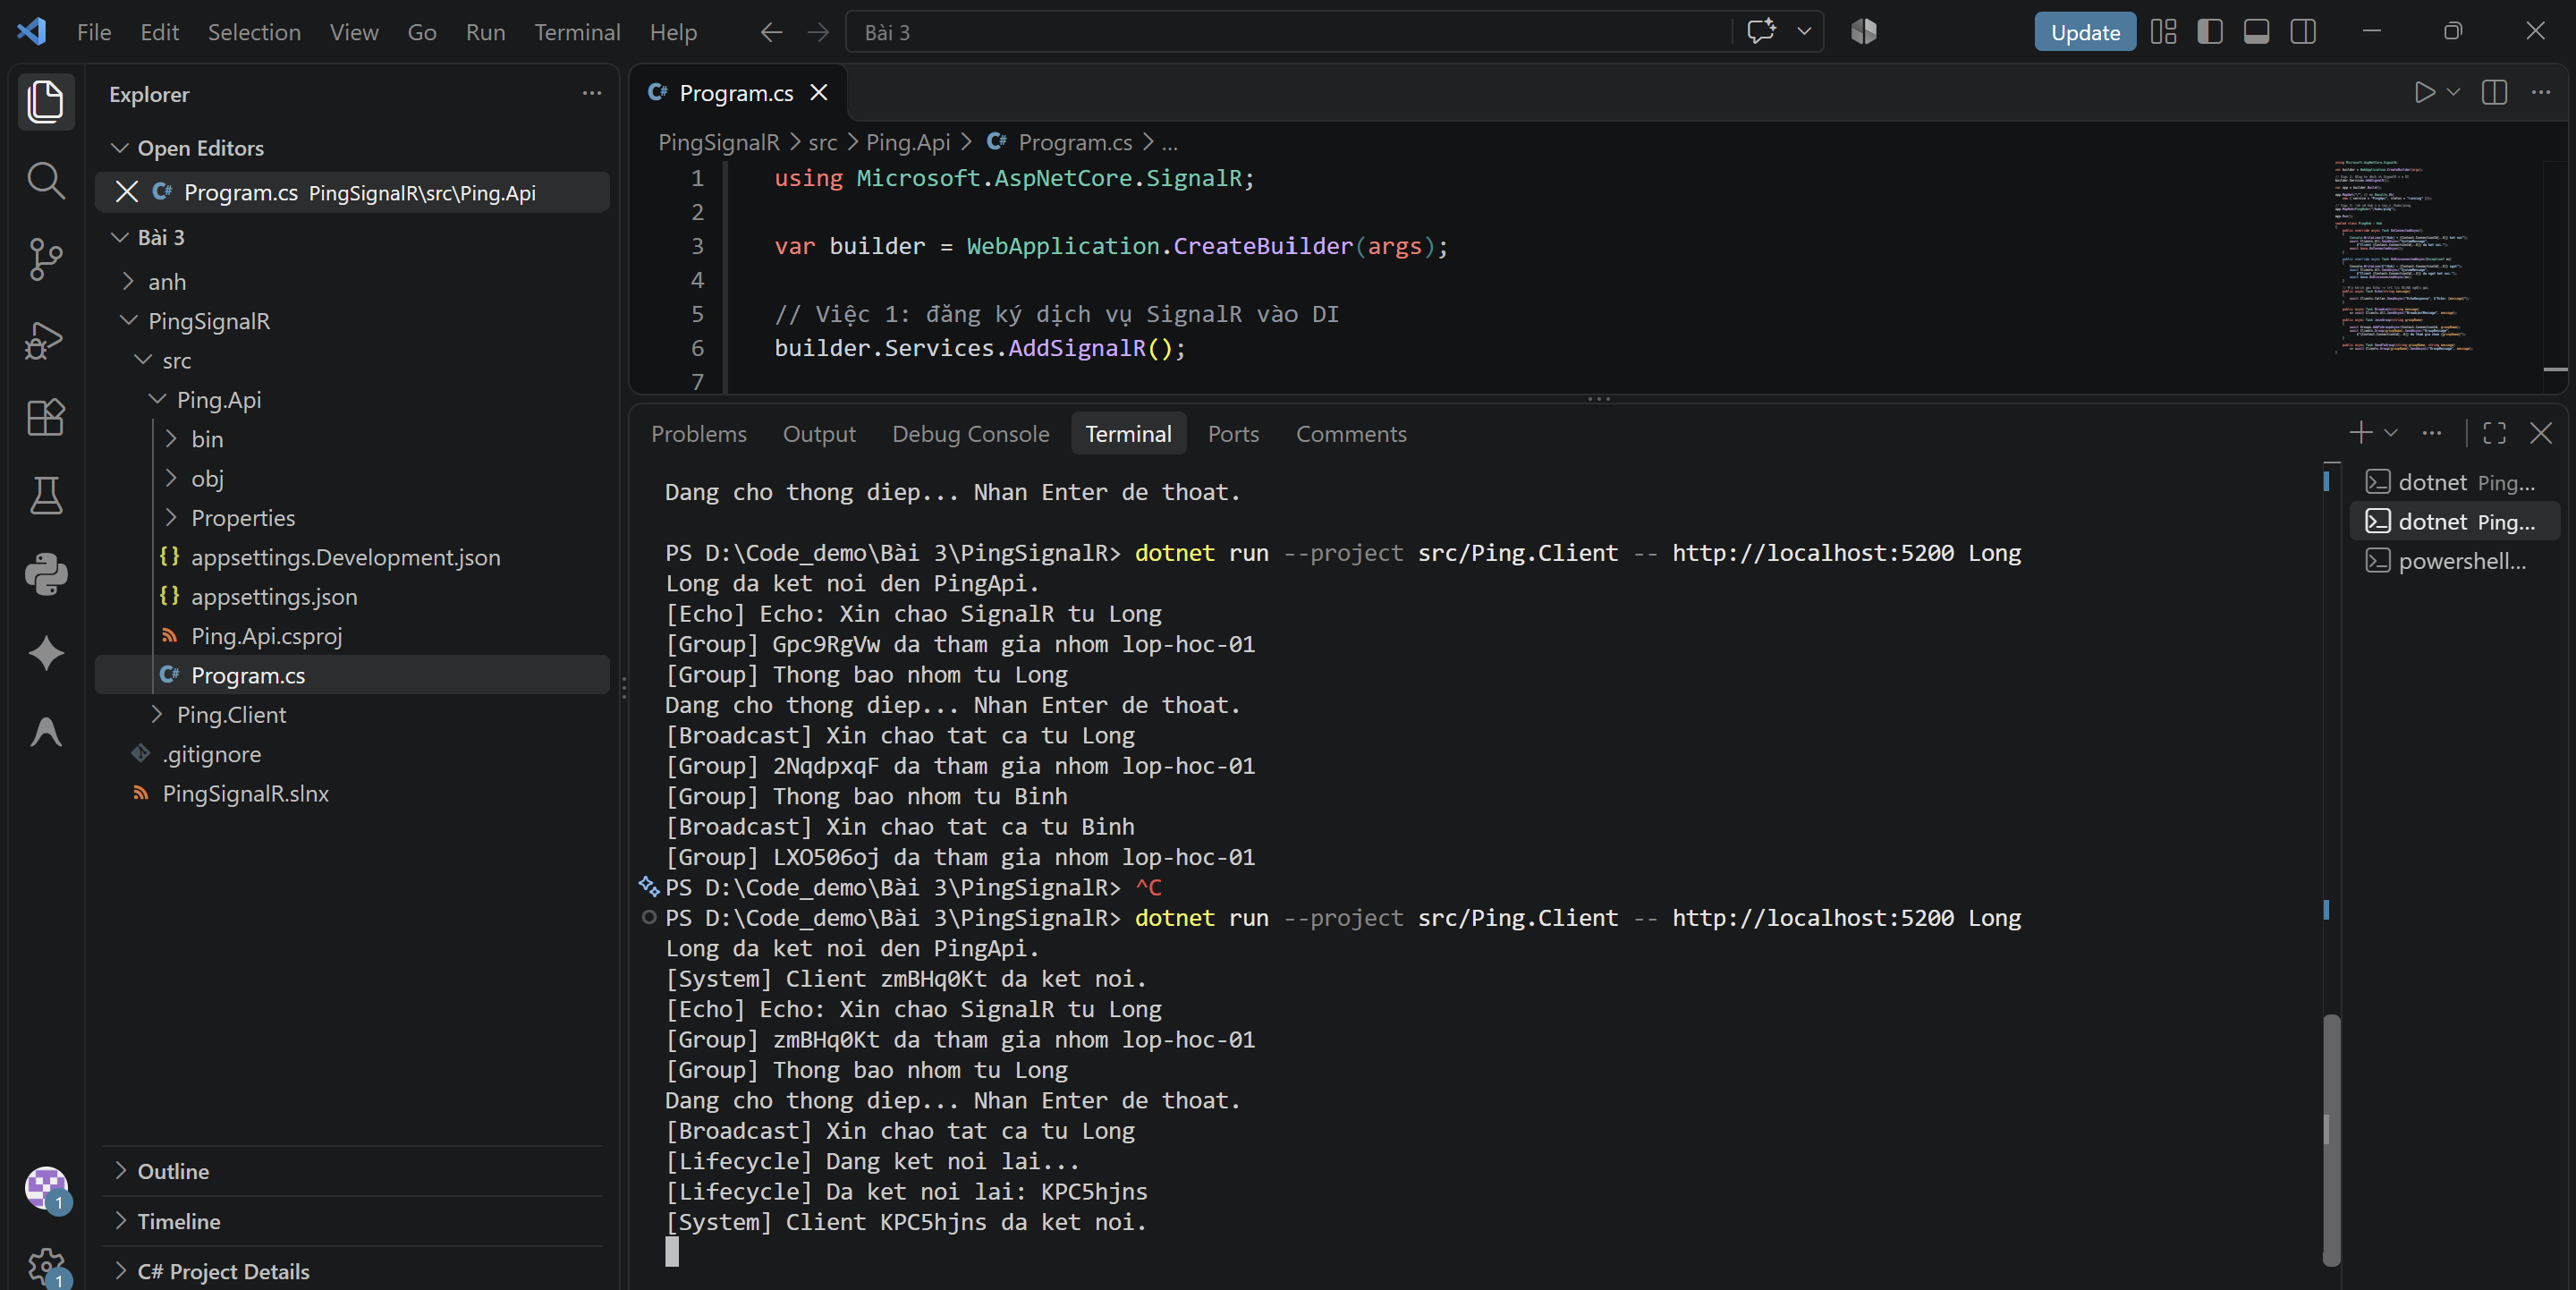 File Edit Selection View Go Run Terminal Help
Bài 3
Update
Explorer
Open Editors
Program.cs PingSignalR\src\Ping.Api
Bài 3
anh
PingSignalR
src
Ping.Api
bin
obj
Properties
appsettings.Development.json
appsettings.json
Ping.Api.csproj
Program.cs
Ping.Client
.gitignore
PingSignalR.slnx
Outline
Timeline
C# Project Details
1
1
Program.cs
PingSignalR > src > Ping.Api > Program.cs > ...
1 using Microsoft.AspNetCore.SignalR;
2
3 var builder = WebApplication.CreateBuilder(args);
4
5 // Việc 1: đăng ký dịch vụ SignalR vào DI
6 builder.Services.AddSignalR();
7
Problems Output Debug Console Terminal Ports Comments
Dang cho thong diep... Nhan Enter de thoat.
PS D:\Code_demo\Bài 3\PingSignalR> dotnet run --project src/Ping.Client -- http://localhost:5200 Long
Long da ket noi den PingApi.
[Echo] Echo: Xin chao SignalR tu Long
[Group] Gpc9RgVw da tham gia nhom lop-hoc-01
[Group] Thong bao nhom tu Long
Dang cho thong diep... Nhan Enter de thoat.
[Broadcast] Xin chao tat ca tu Long
[Group] 2NqdpxqF da tham gia nhom lop-hoc-01
[Group] Thong bao nhom tu Binh
[Broadcast] Xin chao tat ca tu Binh
[Group] LXO506oj da tham gia nhom lop-hoc-01
PS D:\Code_demo\Bài 3\PingSignalR> ^C
PS D:\Code_demo\Bài 3\PingSignalR> dotnet run --project src/Ping.Client -- http://localhost:5200 Long
Long da ket noi den PingApi.
[System] Client zmBHq0Kt da ket noi.
[Echo] Echo: Xin chao SignalR tu Long
[Group] zmBHq0Kt da tham gia nhom lop-hoc-01
[Group] Thong bao nhom tu Long
Dang cho thong diep... Nhan Enter de thoat.
[Broadcast] Xin chao tat ca tu Long
[Lifecycle] Dang ket noi lai...
[Lifecycle] Da ket noi lai: KPC5hjns
[System] Client KPC5hjns da ket noi.
dotnet Ping...
dotnet Ping...
powershell...